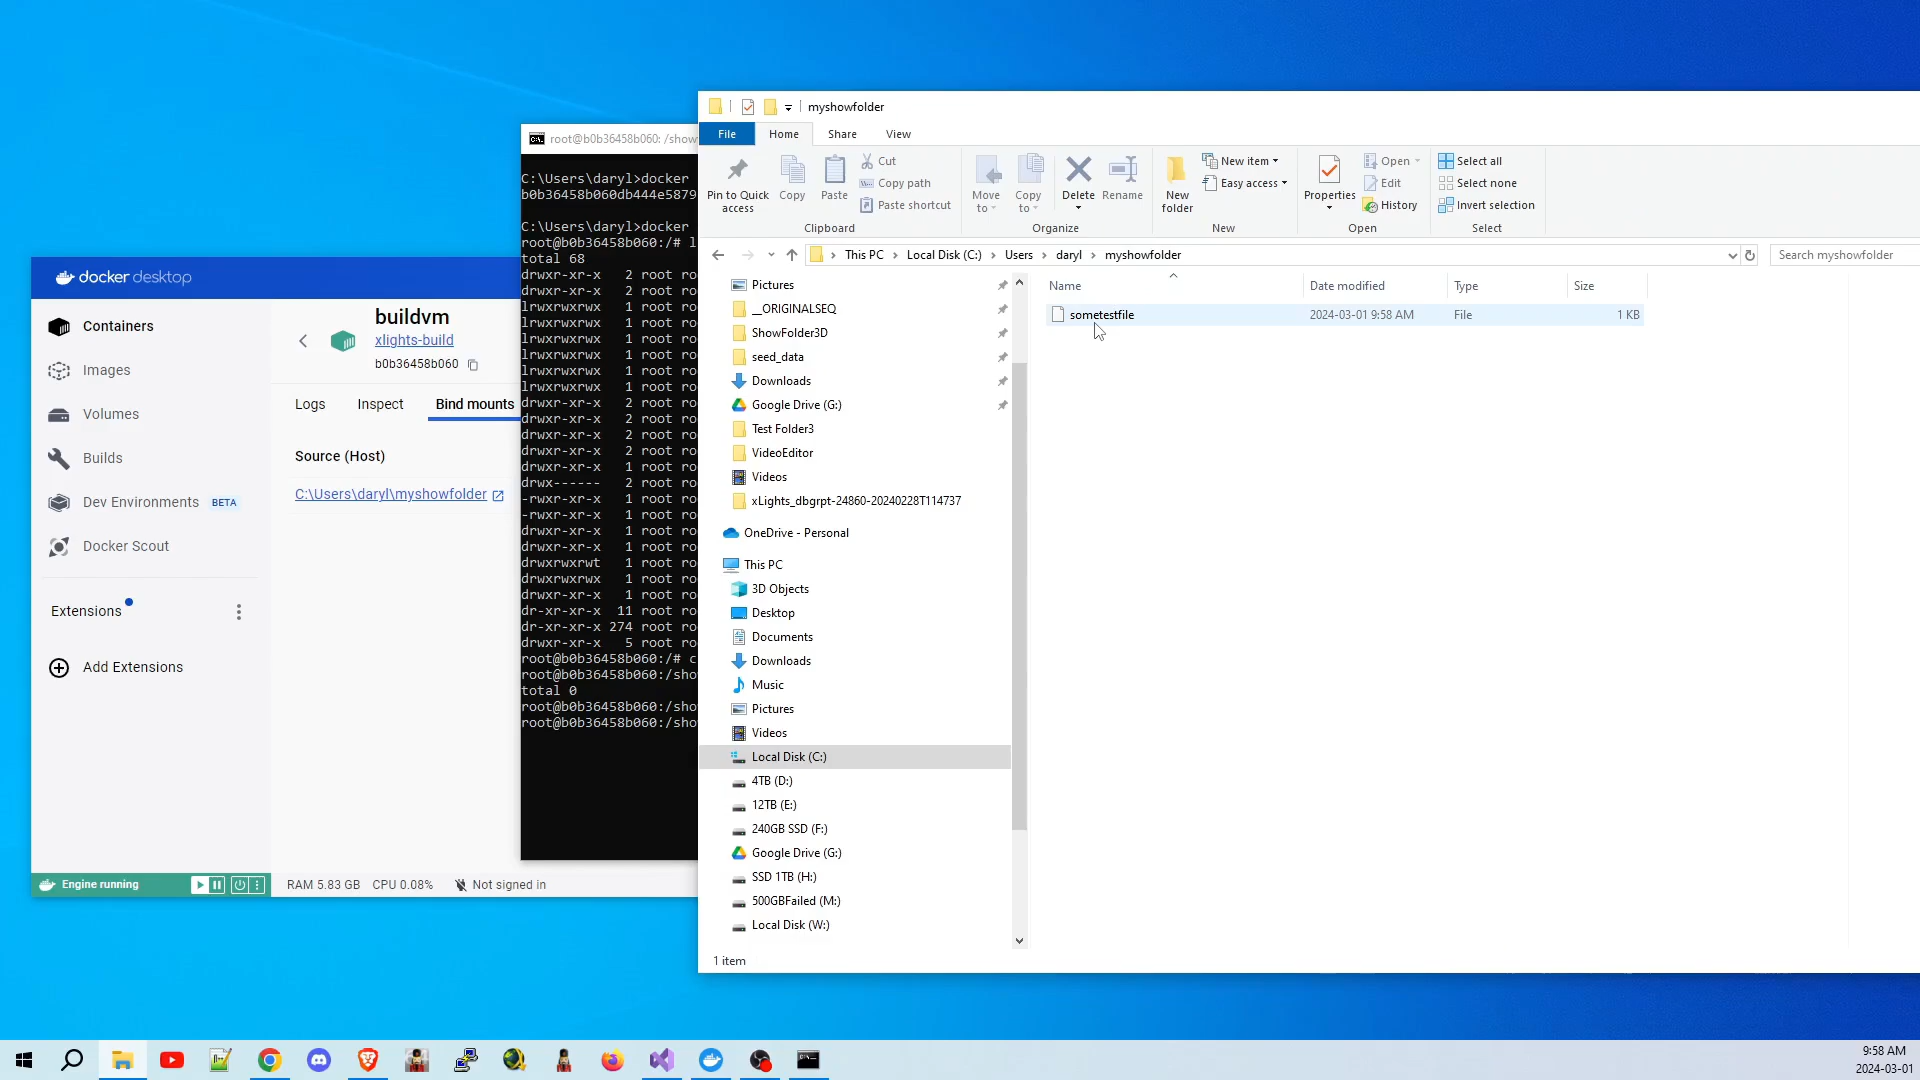 myshowfolder
File
Home
Share
View
Pin to Quick
access
Copy
Paste
Cut
Copy path
Paste shortcut
Clipboard
Move
to
Copy
to
Delete
Rename
Organize
New
folder
New item
Easy access
New
Properties
Open
Edit
History
Open
Select all
Select none
Invert selection
Select
This PC
Local Disk (C:)
Users
daryl
myshowfolder
Search myshowfolder
Pictures
__ORIGINALSEQ
ShowFolder3D
seed_data
Downloads
Google Drive (G:)
Test Folder3
VideoEditor
Videos
xLights_dbgrpt-24860-20240228T114737
OneDrive - Personal
This PC
3D Objects
Desktop
Documents
Downloads
Music
Pictures
Videos
Local Disk (C:)
4TB (D:)
12TB (E:)
240GB SSD (F:)
Google Drive (G:)
SSD 1TB (H:)
500GBFailed (M:)
Local Disk (W:)
Name Date modified Type Size
sometestfile 2024-03-01 9:58 AM File 1 KB
1 item
root@b0b36458b060: /show
C:\Users\daryl>docker
b0b36458b060db444e5879
C:\Users\daryl>docker
root@b0b36458b060:/# l
total 68
drwxr-xr-x 2 root ro
drwxr-xr-x 2 root ro
lrwxrwxrwx 1 root ro
lrwxrwxrwx 1 root ro
lrwxrwxrwx 1 root ro
lrwxrwxrwx 1 root ro
lrwxrwxrwx 1 root ro
lrwxrwxrwx 1 root ro
drwxr-xr-x 2 root ro
drwxr-xr-x 2 root ro
drwxr-xr-x 2 root ro
drwxr-xr-x 2 root ro
drwxr-xr-x 1 root ro
drwx------ 2 root ro
-rwxr-xr-x 1 root ro
-rwxr-xr-x 1 root ro
drwxr-xr-x 1 root ro
drwxr-xr-x 1 root ro
drwxrwxrwt 1 root ro
drwxrwxrwx 1 root ro
drwxr-xr-x 1 root ro
dr-xr-xr-x 11 root ro
dr-xr-xr-x 274 root ro
drwxr-xr-x 5 root ro
root@b0b36458b060:/# c
root@b0b36458b060:/sho
total 0
root@b0b36458b060:/sho
root@b0b36458b060:/sho
docker desktop
Containers
Images
Volumes
Builds
Dev Environments BETA
Docker Scout
Extensions
Add Extensions
buildvm
xlights-build
b0b36458b060
Logs
Inspect
Bind mounts
Source (Host)
C:\Users\daryl\myshowfolder
Engine running
RAM 5.83 GB CPU 0.08% Not signed in
9:58 AM
2024-03-01